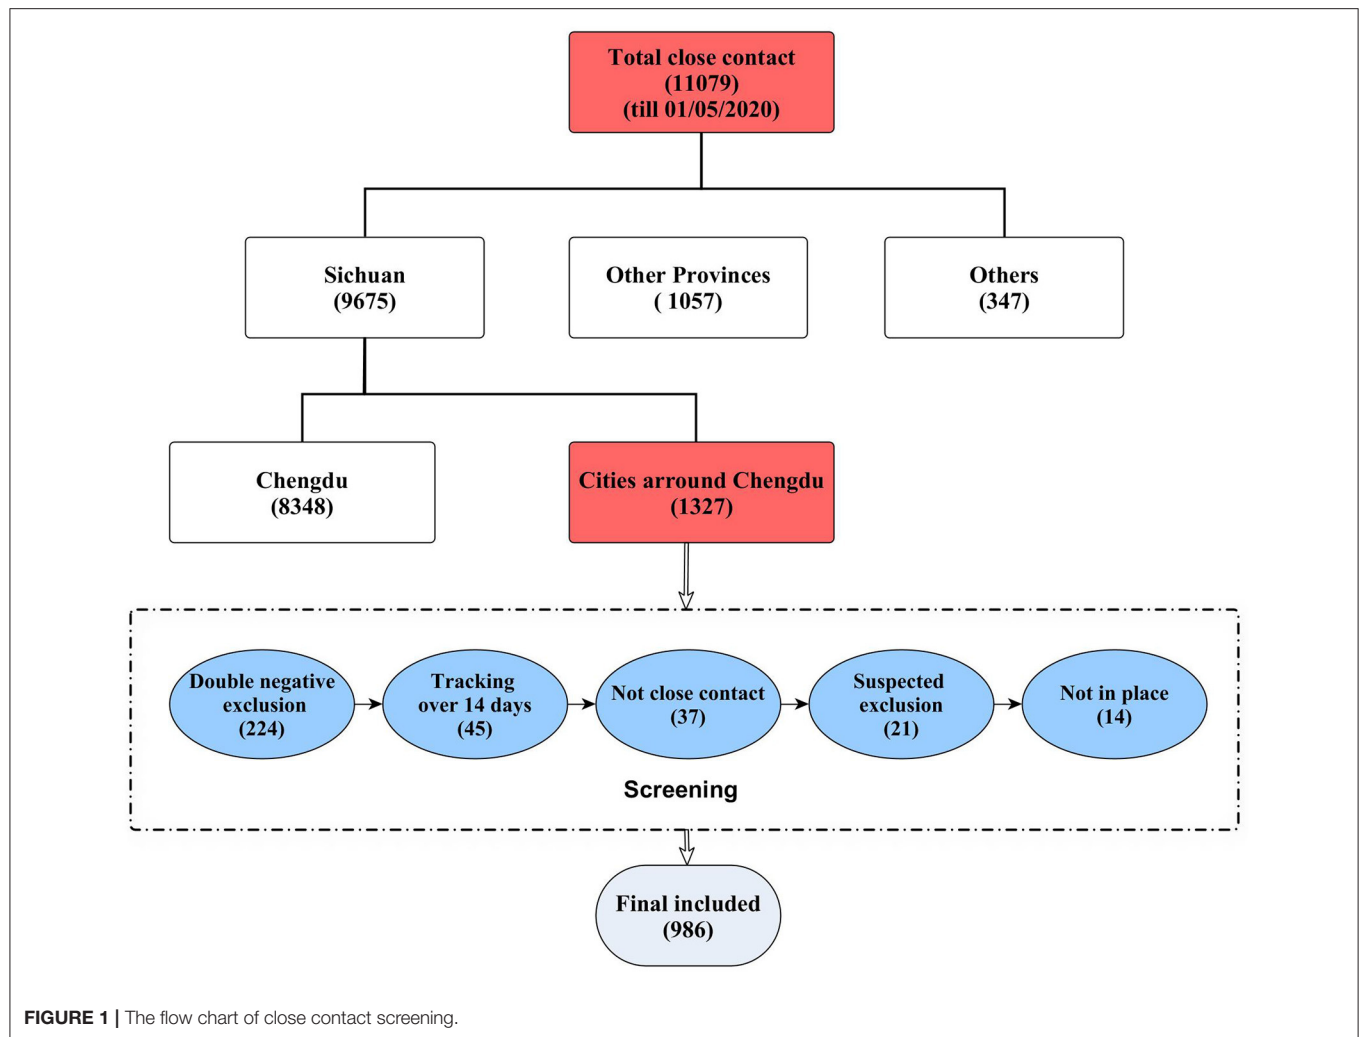 Total close contact
(11079)
(till 01/05/2020)
Sichuan
(9675)
Other Provinces
( 1057)
Others
(347)
Chengdu
(8348)
Cities arround Chengdu
(1327)
Double negative
exclusion
(224)
Tracking
over 14 days
(45)
Not close contact
(37)
Suspected
exclusion
(21)
Not in place
(14)
Screening
Final included
(986)
FIGURE 1 | The flow chart of close contact screening.